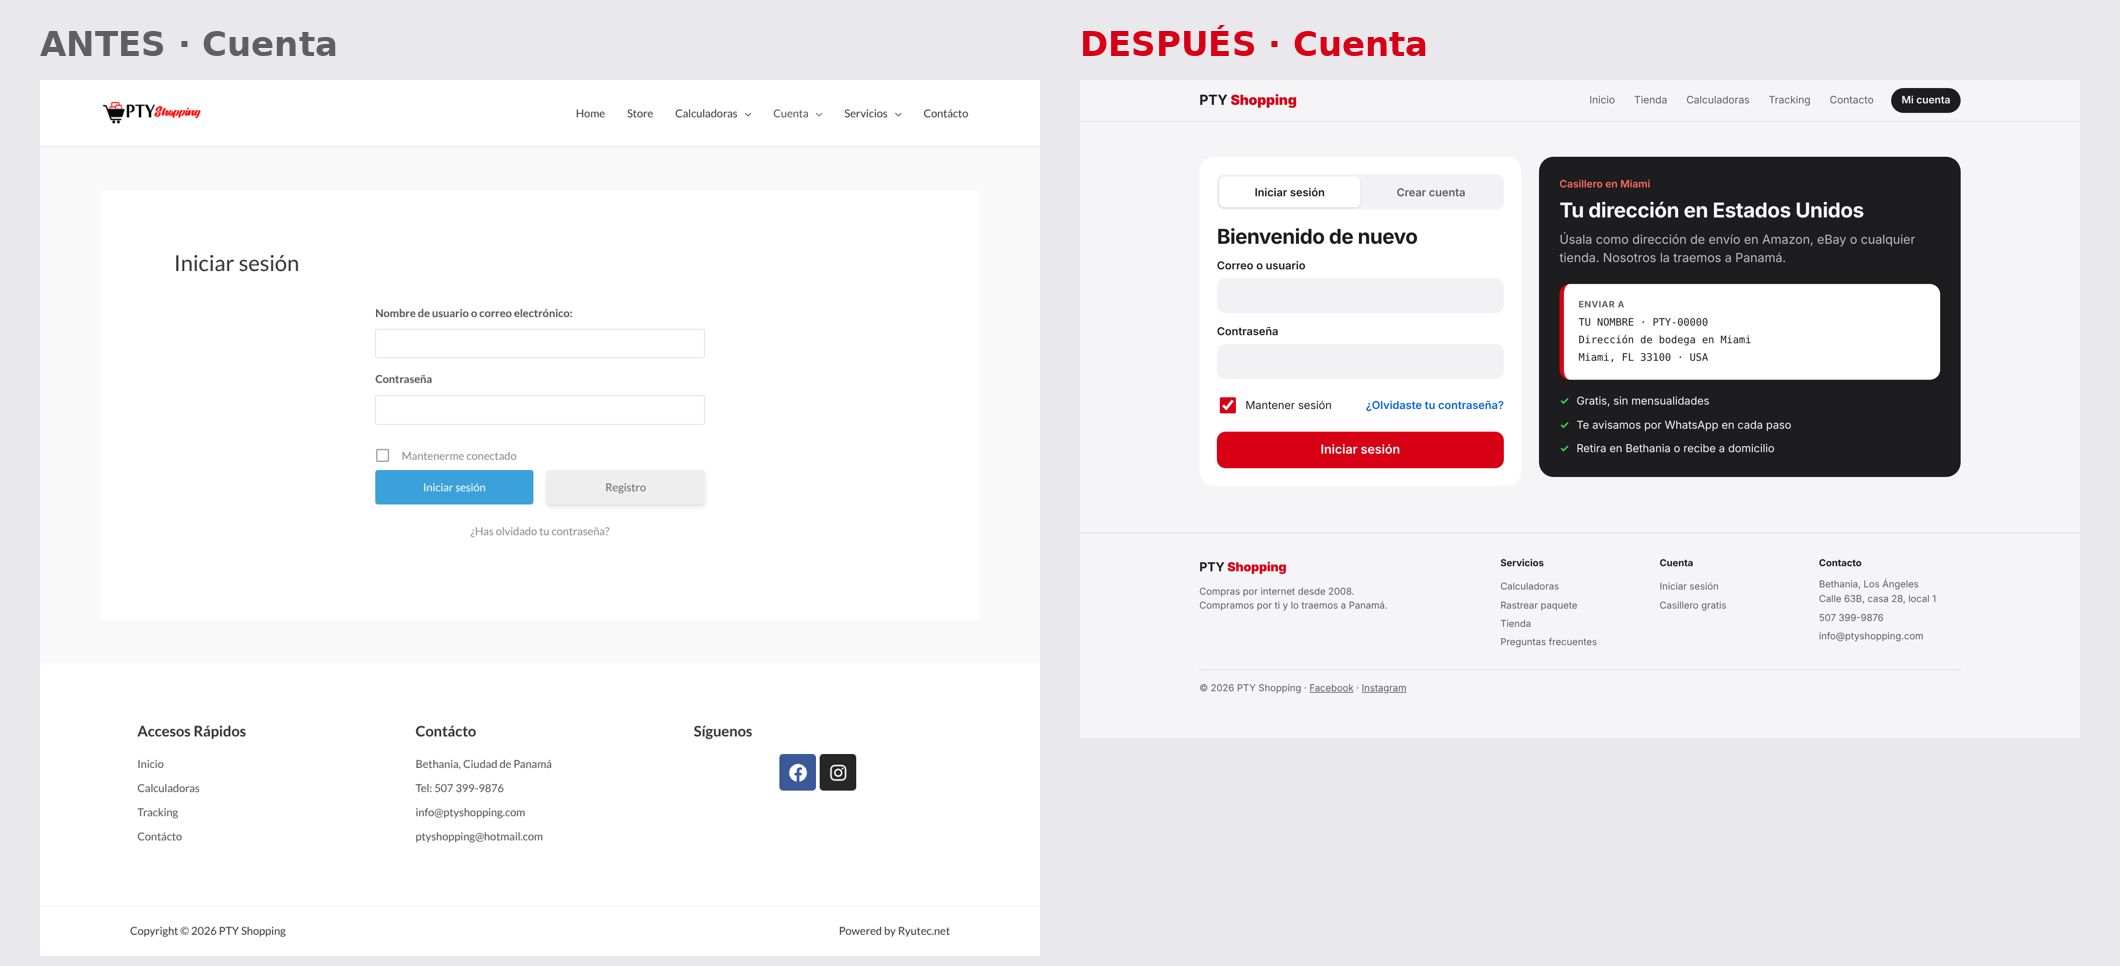 ANTES · Cuenta
PTY Shopping
Home Store Calculadoras Cuenta Servicios Contácto
Iniciar sesión
Nombre de usuario o correo electrónico:
Contraseña
Mantenerme conectado
Iniciar sesión Registro
¿Has olvidado tu contraseña?
Accesos Rápidos
Inicio
Calculadoras
Tracking
Contácto
Contácto
Bethania, Ciudad de Panamá
Tel: 507 399-9876
info@ptyshopping.com
ptyshopping@hotmail.com
Síguenos
Copyright © 2026 PTY Shopping
Powered by Ryutec.net
DESPUÉS · Cuenta
PTY Shopping
Inicio Tienda Calculadoras Tracking Contacto Mi cuenta
Iniciar sesión Crear cuenta
Bienvenido de nuevo
Correo o usuario
Contraseña
Mantener sesión ¿Olvidaste tu contraseña?
Iniciar sesión
Casillero en Miami
Tu dirección en Estados Unidos
Úsala como dirección de envío en Amazon, eBay o cualquier
tienda. Nosotros la traemos a Panamá.
ENVIAR A
TU NOMBRE · PTY-00000
Dirección de bodega en Miami
Miami, FL 33100 · USA
✓ Gratis, sin mensualidades
✓ Te avisamos por WhatsApp en cada paso
✓ Retira en Bethania o recibe a domicilio
PTY Shopping
Compras por internet desde 2008.
Compramos por ti y lo traemos a Panamá.
Servicios
Calculadoras
Rastrear paquete
Tienda
Preguntas frecuentes
Cuenta
Iniciar sesión
Casillero gratis
Contacto
Bethania, Los Ángeles
Calle 63B, casa 28, local 1
507 399-9876
info@ptyshopping.com
© 2026 PTY Shopping · Facebook · Instagram